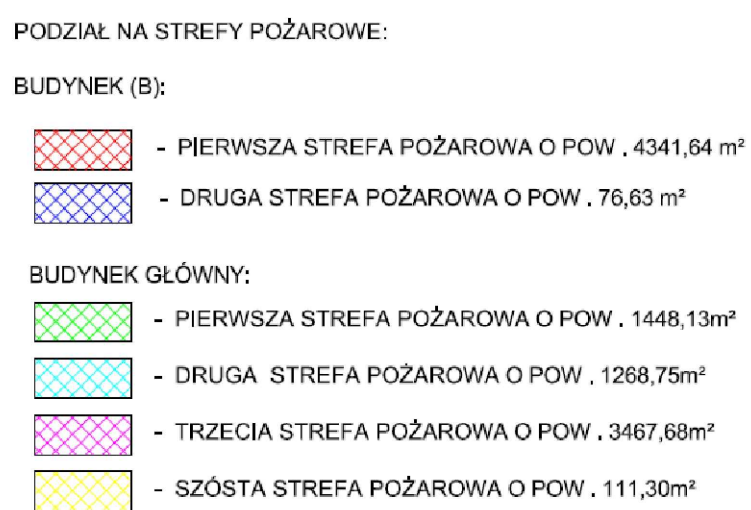 PODZIAŁ NA STREFY POŻAROWE:
BUDYNEK (B):
- PIERWSZA STREFA POŻAROWA O POW . 4341,64 m²
- DRUGA STREFA POŻAROWA O POW . 76,63 m²
BUDYNEK GŁÓWNY:
- PIERWSZA STREFA POŻAROWA O POW . 1448,13m²
- DRUGA STREFA POŻAROWA O POW . 1268,75m²
- TRZECIA STREFA POŻAROWA O POW . 3467,68m²
- SZÓSTA STREFA POŻAROWA O POW . 111,30m²